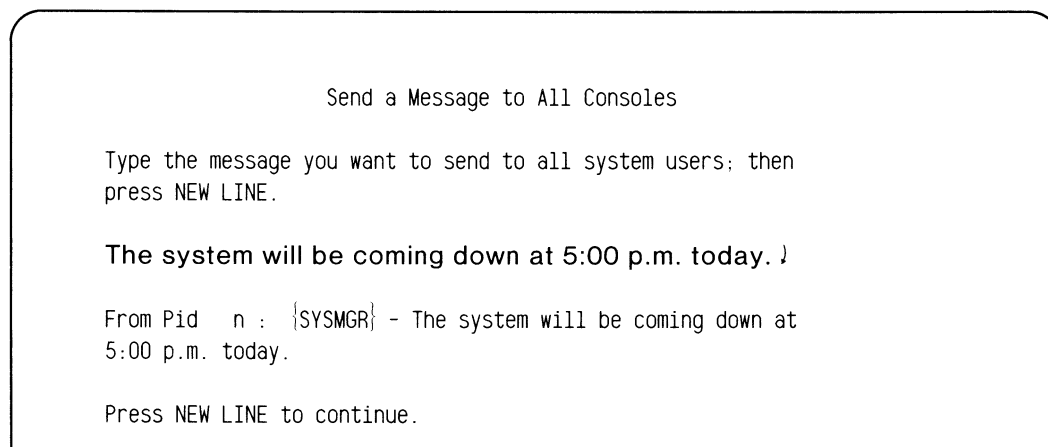 Send a Message to All Consoles
Type the message you want to send to all system users; then
press NEW LINE.
The system will be coming down at 5:00 p.m. today. ⤸
From Pid n : {SYSMGR} - The system will be coming down at
5:00 p.m. today.
Press NEW LINE to continue.